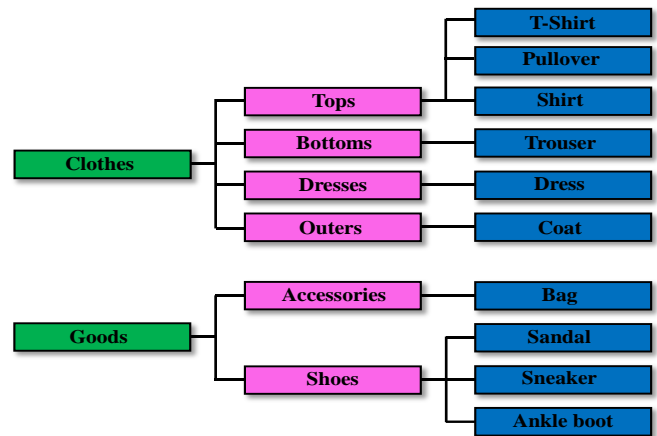 T-Shirt
Pullover
Tops
Shirt
Bottoms
Trouser
Clothes
Dresses
Dress
Outers
Coat
Accessories
Bag
Goods
Sandal
Shoes
Sneaker
Ankle boot